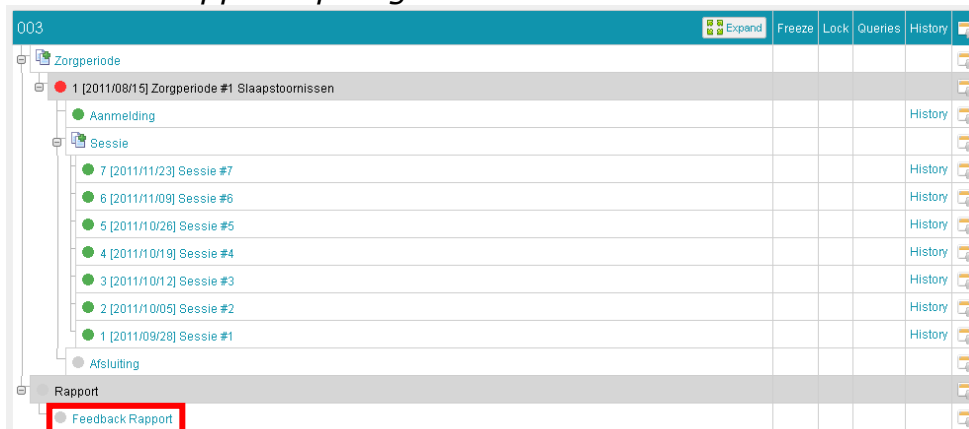 003 Expand Freeze Lock Queries History
Zorgperiode
1 [2011/08/15] Zorgperiode #1 Slaapstoornissen
Aanmelding History
Sessie
7 [2011/11/23] Sessie #7 History
6 [2011/11/09] Sessie #6 History
5 [2011/10/26] Sessie #5 History
4 [2011/10/19] Sessie #4 History
3 [2011/10/12] Sessie #3 History
2 [2011/10/05] Sessie #2 History
1 [2011/09/28] Sessie #1 History
Afsluiting
Rapport
Feedback Rapport